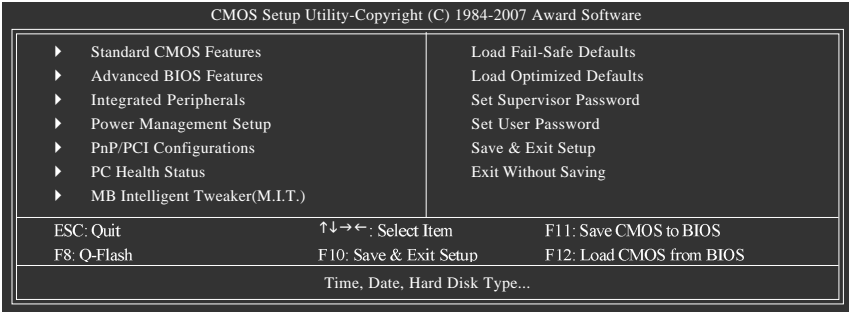 CMOS Setup Utility-Copyright (C) 1984-2007 Award Software
Standard CMOS Features
Advanced BIOS Features
Integrated Peripherals
Power Management Setup
PnP/PCI Configurations
PC Health Status
MB Intelligent Tweaker(M.I.T.)
Load Fail-Safe Defaults
Load Optimized Defaults
Set Supervisor Password
Set User Password
Save & Exit Setup
Exit Without Saving
ESC: Quit ↑↓→←: Select Item F11: Save CMOS to BIOS
F8: Q-Flash F10: Save & Exit Setup F12: Load CMOS from BIOS
Time, Date, Hard Disk Type...